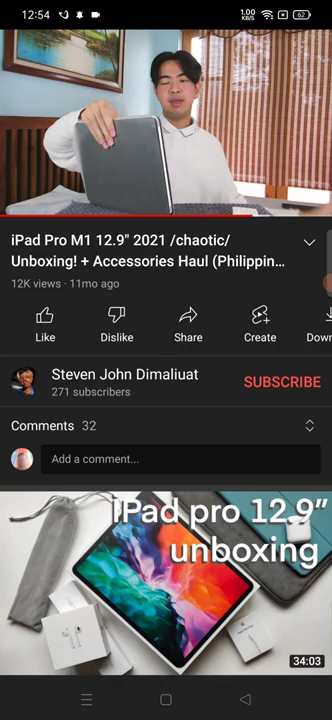 12:54
1.00
KB/S
62
iPad Pro M1 12.9" 2021 /chaotic/
Unboxing! + Accessories Haul (Philippin...
12K views · 11mo ago
Like
Dislike
Share
Create
Down
Steven John Dimaliuat
271 subscribers
SUBSCRIBE
Comments 32
Add a comment...
iPad pro 12.9"
unboxing
34:03